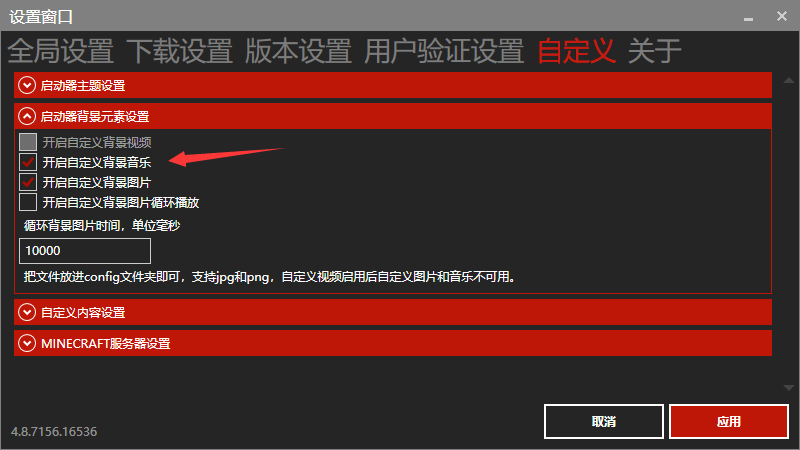 设置窗口
全局设置 下载设置 版本设置 用户验证设置 自定义 关于
启动器主题设置
启动器背景元素设置
开启自定义背景视频
开启自定义背景音乐
开启自定义背景图片
开启自定义背景图片循环播放
循环背景图片时间，单位毫秒
10000
把文件放进config文件夹即可，支持jpg和png，自定义视频启用后自定义图片和音乐不可用。
自定义内容设置
MINECRAFT服务器设置
取消 应用
4.8.7156.16536